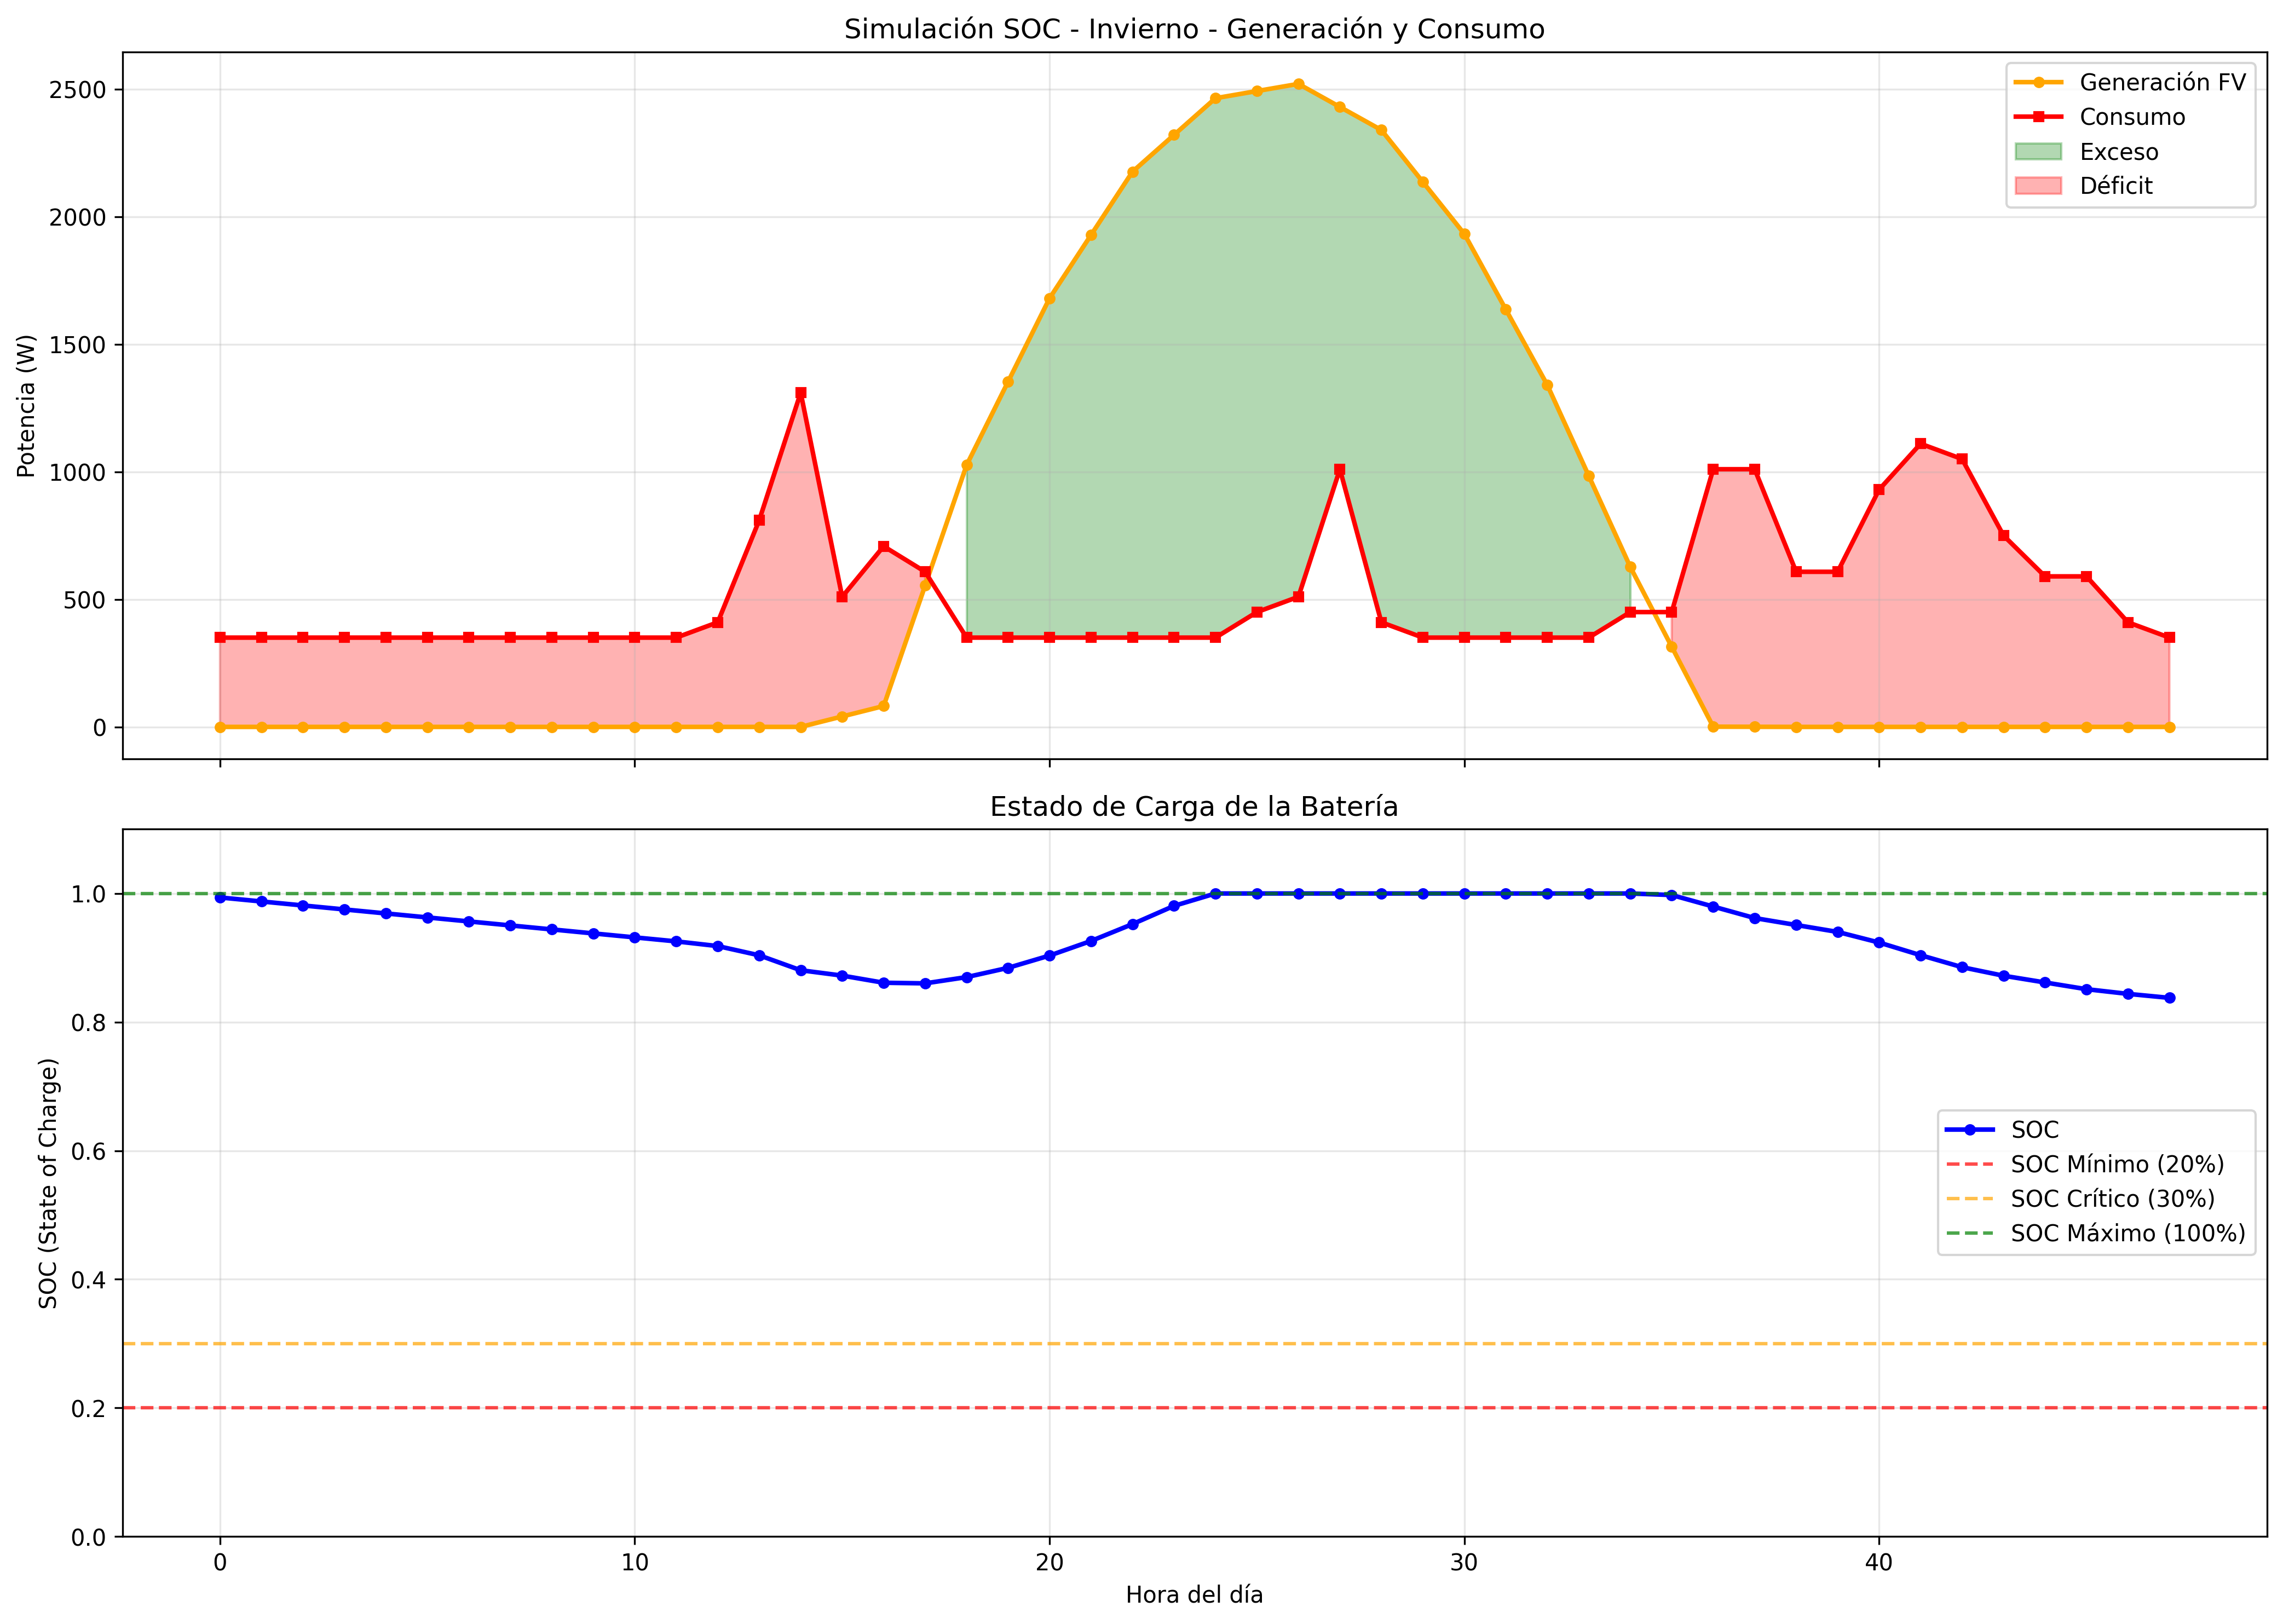 Simulación SOC - Invierno - Generación y Consumo
Potencia (W)
2500
2000
1500
1000
500
0
Generación FV
Consumo
Exceso
Déficit
Estado de Carga de la Batería
SOC (State of Charge)
1.0
0.8
0.6
0.4
0.2
0.0
SOC
SOC Mínimo (20%)
SOC Crítico (30%)
SOC Máximo (100%)
0 10 20 30 40
Hora del día